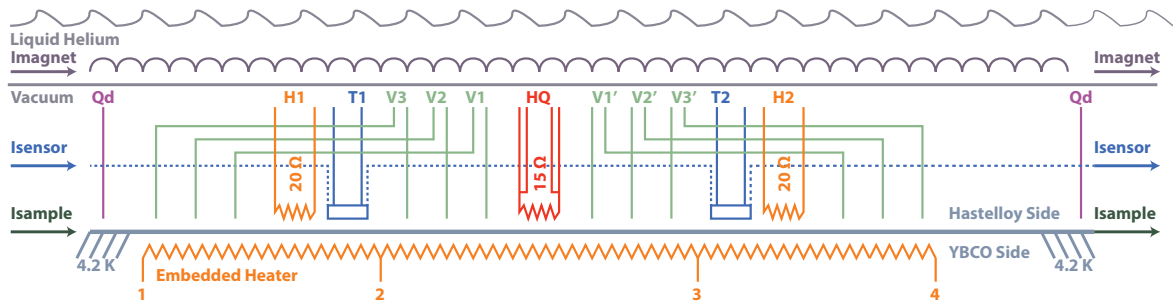 Liquid Helium
Imagnet Imagnet
Vacuum Qd H1 T1 V3 V2 V1 HQ V1′ V2′ V3′ T2 H2 Qd
Isensor 20 Ω 15 Ω 20 Ω Isensor
Isample Hastelloy Side Isample
4.2 K YBCO Side 4.2 K
Embedded Heater
1 2 3 4